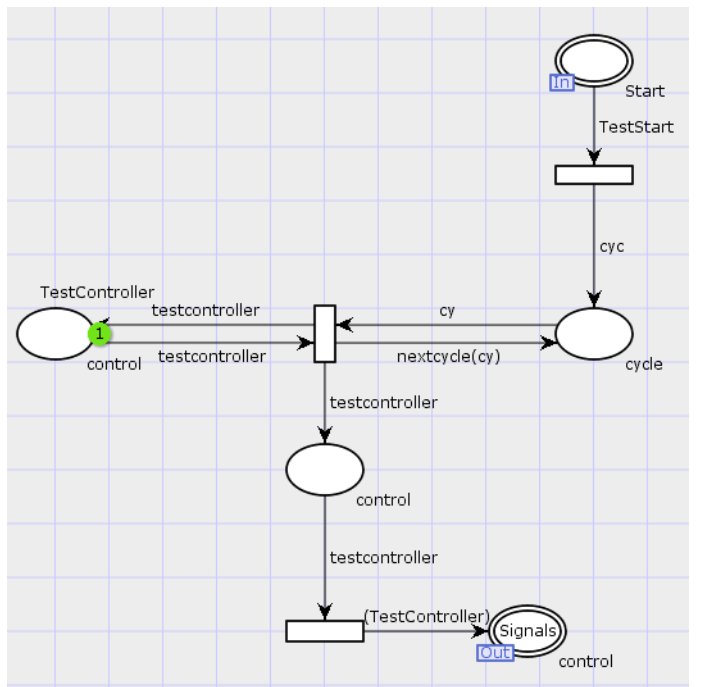 In
Start
TestStart
cyc
TestController
testcontroller
cy
1
testcontroller
nextcycle(cy)
control
cycle
testcontroller
control
testcontroller
(TestController)
Signals
Out
control